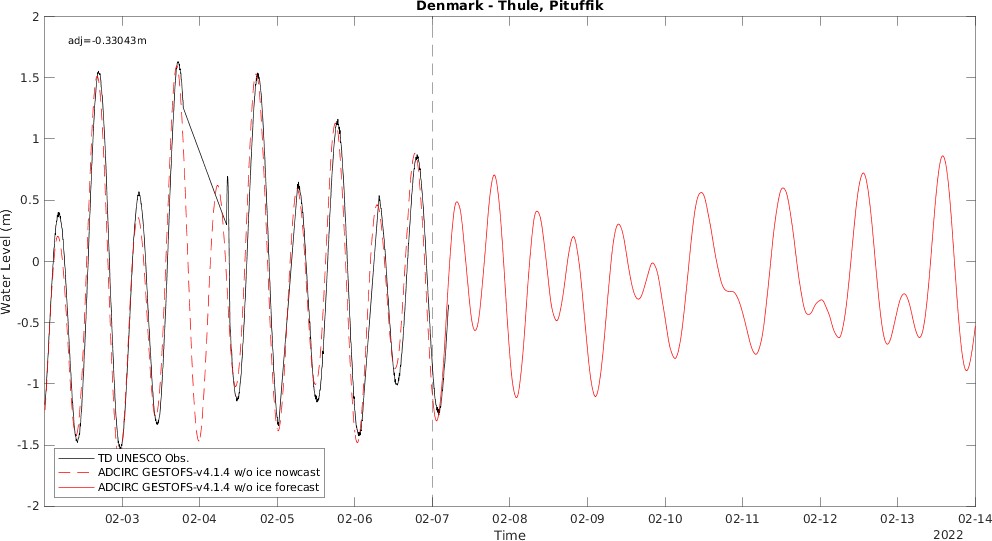 Denmark - Thule, Pituffik
adj=-0.33043m
2
1.5
1
0.5
0
-0.5
-1
-1.5
-2
Water Level (m)
TD UNESCO Obs.
ADCIRC GESTOFS-v4.1.4 w/o ice nowcast
ADCIRC GESTOFS-v4.1.4 w/o ice forecast
02-03 02-04 02-05 02-06 02-07 02-08 02-09 02-10 02-11 02-12 02-13 02-14
Time
2022